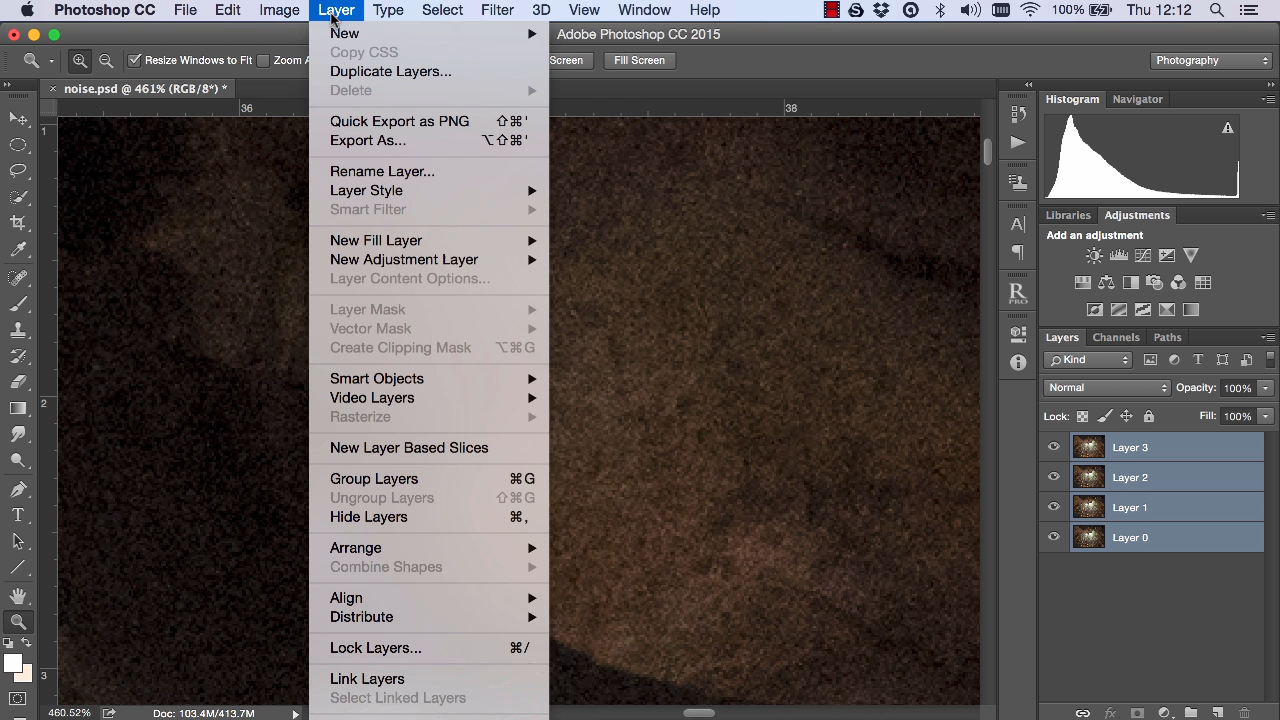 Photoshop CC File Edit Image Layer Type Select Filter 3D View Window Help 100% Thu 12:12
Adobe Photoshop CC 2015
Resize Windows to Fit Zoom A Screen Fill Screen Photography
noise.psd @ 461% (RGB/8*) *
36 38
1
2
3
New
Copy CSS
Duplicate Layers...
Delete
Quick Export as PNG ⇧⌘'
Export As... ⌥⇧⌘'
Rename Layer...
Layer Style
Smart Filter
New Fill Layer
New Adjustment Layer
Layer Content Options...
Layer Mask
Vector Mask
Create Clipping Mask ⌥⌘G
Smart Objects
Video Layers
Rasterize
New Layer Based Slices
Group Layers ⌘G
Ungroup Layers ⇧⌘G
Hide Layers ⌘,
Arrange
Combine Shapes
Align
Distribute
Lock Layers... ⌘/
Link Layers
Select Linked Layers
Histogram Navigator
Libraries Adjustments
Add an adjustment
R PRO
Layers Channels Paths
Kind
Normal Opacity: 100%
Lock: Fill: 100%
Layer 3
Layer 2
Layer 1
Layer 0
fx
460.52% Doc: 103.4M/413.7M